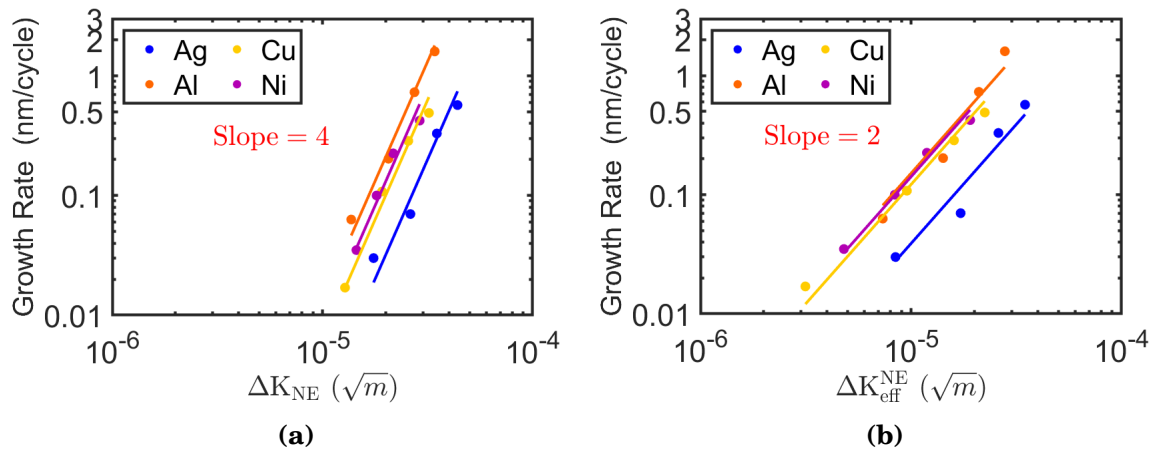 Growth Rate (nm/cycle)
3
2
1
0.5
0.1
0.01
Ag
Cu
Al
Ni
Slope = 4
10^-6
10^-5
10^-4
ΔK_NE (√m)
(a)
Growth Rate (nm/cycle)
3
2
1
0.5
0.1
0.01
Ag
Cu
Al
Ni
Slope = 2
10^-6
10^-5
10^-4
ΔK_eff^NE (√m)
(b)